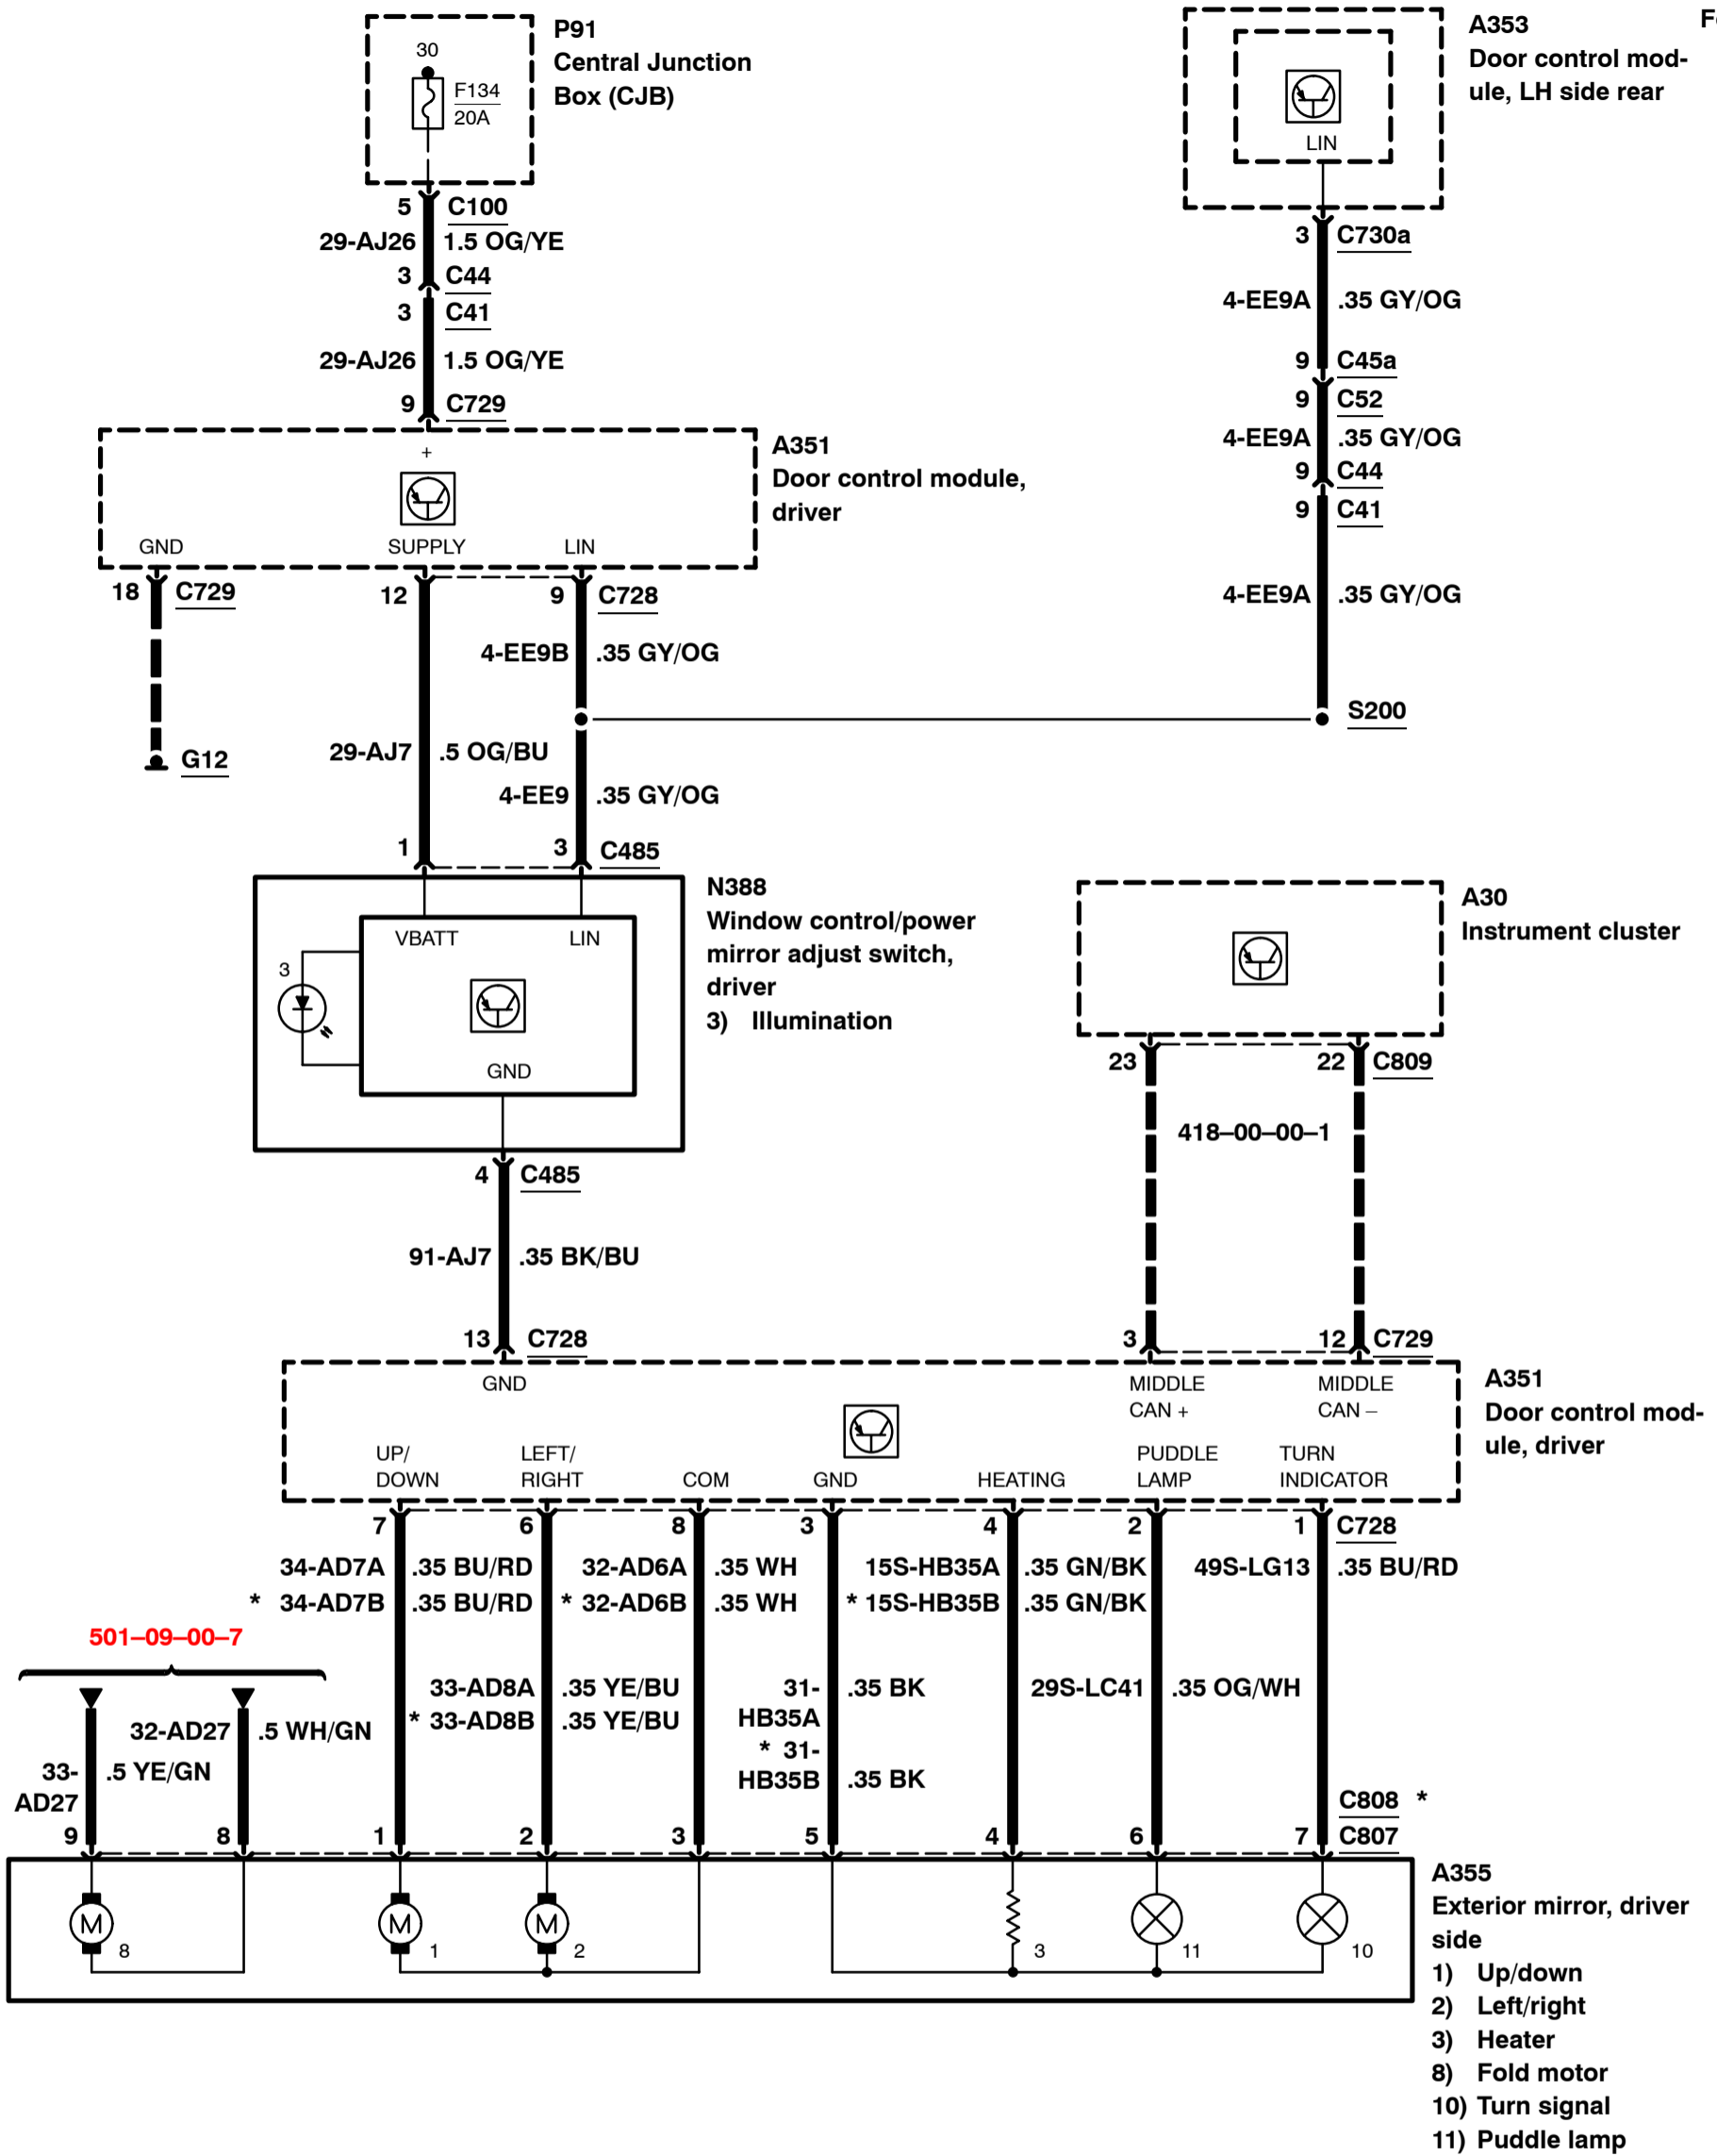 P91
Central Junction
Box (CJB)
30
F134
20A
5 C100
29-AJ26 1.5 OG/YE
3 C44
3 C41
29-AJ26 1.5 OG/YE
9 C729
A353
Door control mod-
ule, LH side rear
LIN
3 C730a
4-EE9A .35 GY/OG
9 C45a
9 C52
4-EE9A .35 GY/OG
9 C44
9 C41
4-EE9A .35 GY/OG
S200
A351
Door control module,
driver
+
GND SUPPLY LIN
18 C729 12 9 C728
4-EE9B .35 GY/OG
G12
29-AJ7 .5 OG/BU
4-EE9 .35 GY/OG
1 3 C485
N388
Window control/power
mirror adjust switch,
driver
3) Illumination
VBATT LIN
3
GND
4 C485
91-AJ7 .35 BK/BU
13 C728
A30
Instrument cluster
23 22 C809
418–00–00–1
3 12 C729
A351
Door control mod-
ule, driver
GND MIDDLE MIDDLE
CAN + CAN –
UP/ LEFT/ PUDDLE TURN
DOWN RIGHT COM GND HEATING LAMP INDICATOR
7 6 8 3 4 2 1 C728
34-AD7A .35 BU/RD 32-AD6A .35 WH 15S-HB35A .35 GN/BK 49S-LG13 .35 BU/RD
* 34-AD7B .35 BU/RD * 32-AD6B .35 WH * 15S-HB35B .35 GN/BK
501–09–00–7
33-AD8A .35 YE/BU 31- .35 BK 29S-LC41 .35 OG/WH
* 33-AD8B .35 YE/BU HB35A
32-AD27 .5 WH/GN * 31-
33- .5 YE/GN HB35B .35 BK
AD27 C808 *
9 8 1 2 3 5 4 6 7 C807
M M M
8 1 2 3 11 10
A355
Exterior mirror, driver
side
1) Up/down
2) Left/right
3) Heater
8) Fold motor
10) Turn signal
11) Puddle lamp